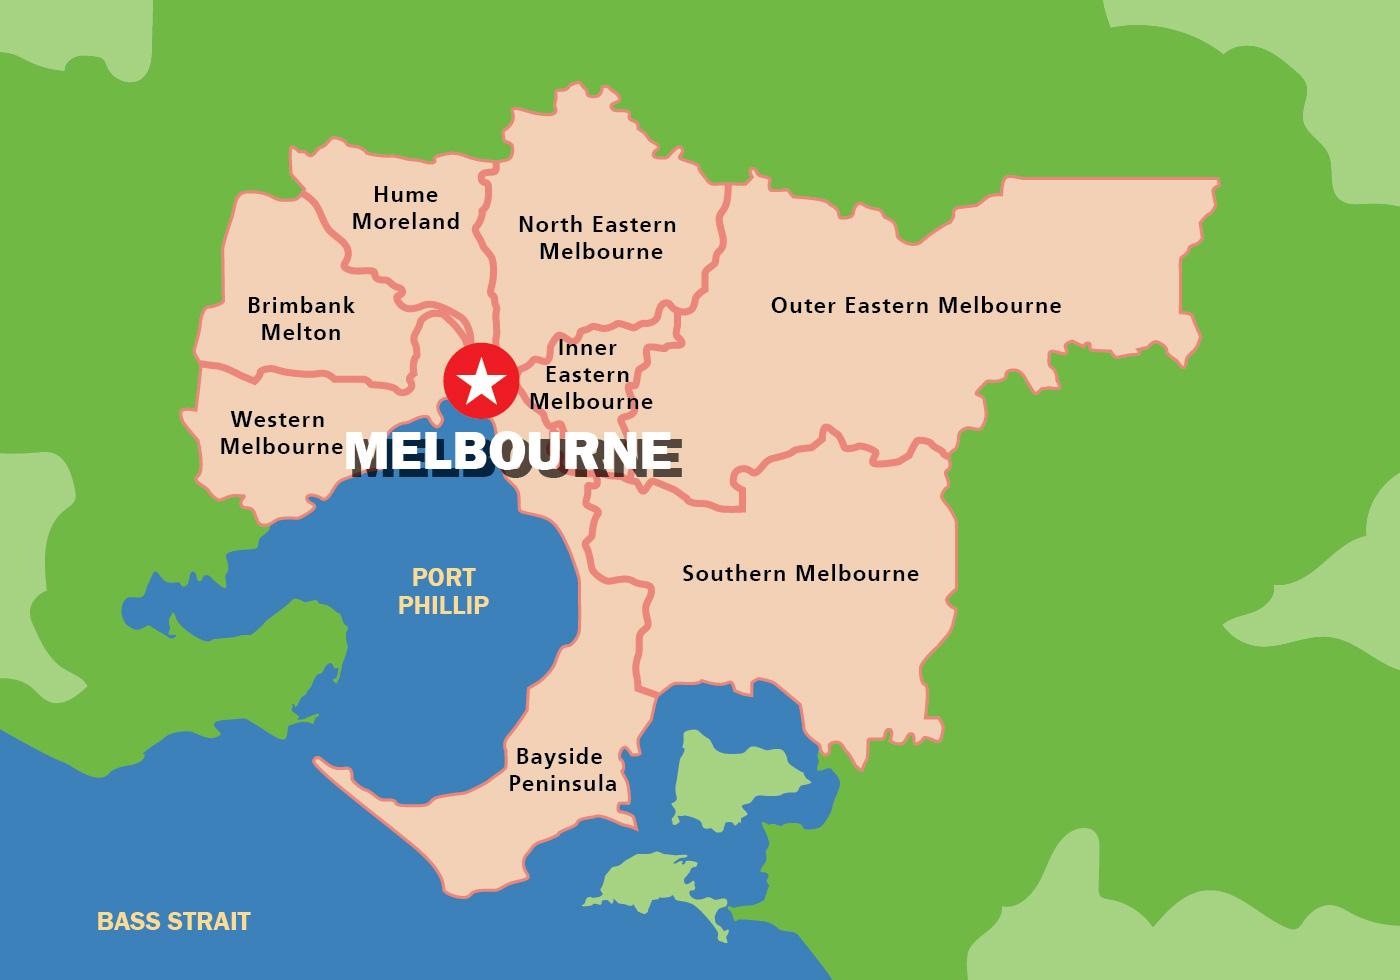 Hume
Moreland
North Eastern
Melbourne
Brimbank
Melton
Outer Eastern Melbourne
Inner
Eastern
Melbourne
Western
Melbourne
MELBOURNE
PORT
PHILLIP
Southern Melbourne
Bayside
Peninsula
BASS STRAIT